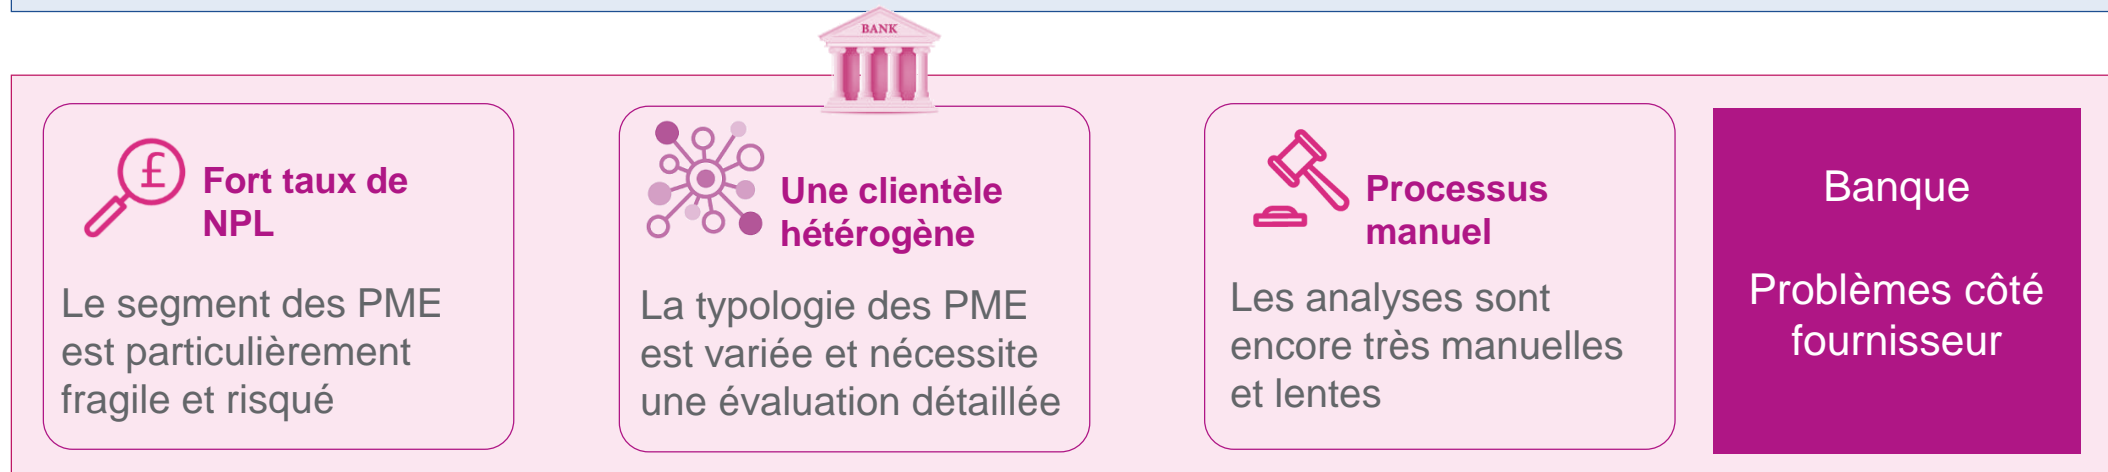 BANK
£
Fort taux de
NPL
Le segment des PME
est particulièrement
fragile et risqué
Une clientèle
hétérogène
La typologie des PME
est variée et nécessite
une évaluation détaillée
Processus
manuel
Les analyses sont
encore très manuelles
et lentes
Banque
Problèmes côté
fournisseur